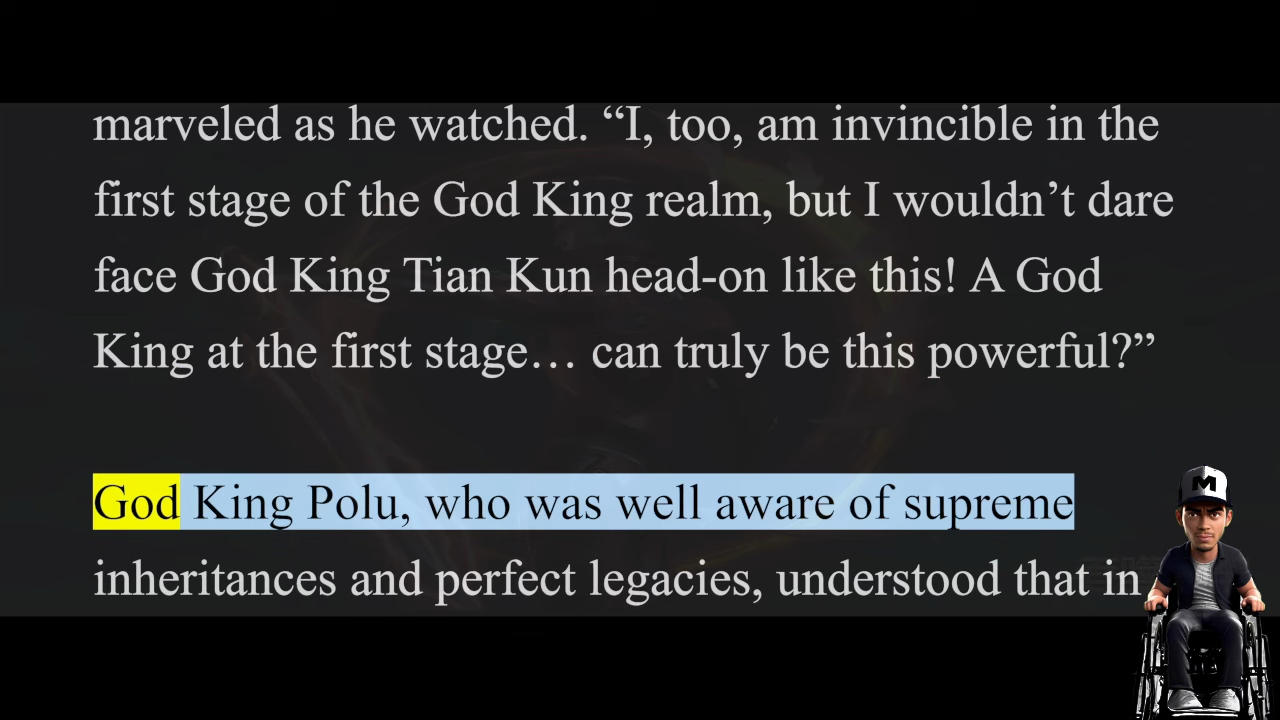 marveled as he watched. “I, too, am invincible in the
first stage of the God King realm, but I wouldn’t dare
face God King Tian Kun head-on like this! A God
King at the first stage… can truly be this powerful?”
God King Polu, who was well aware of supreme
inheritances and perfect legacies, understood that in
M